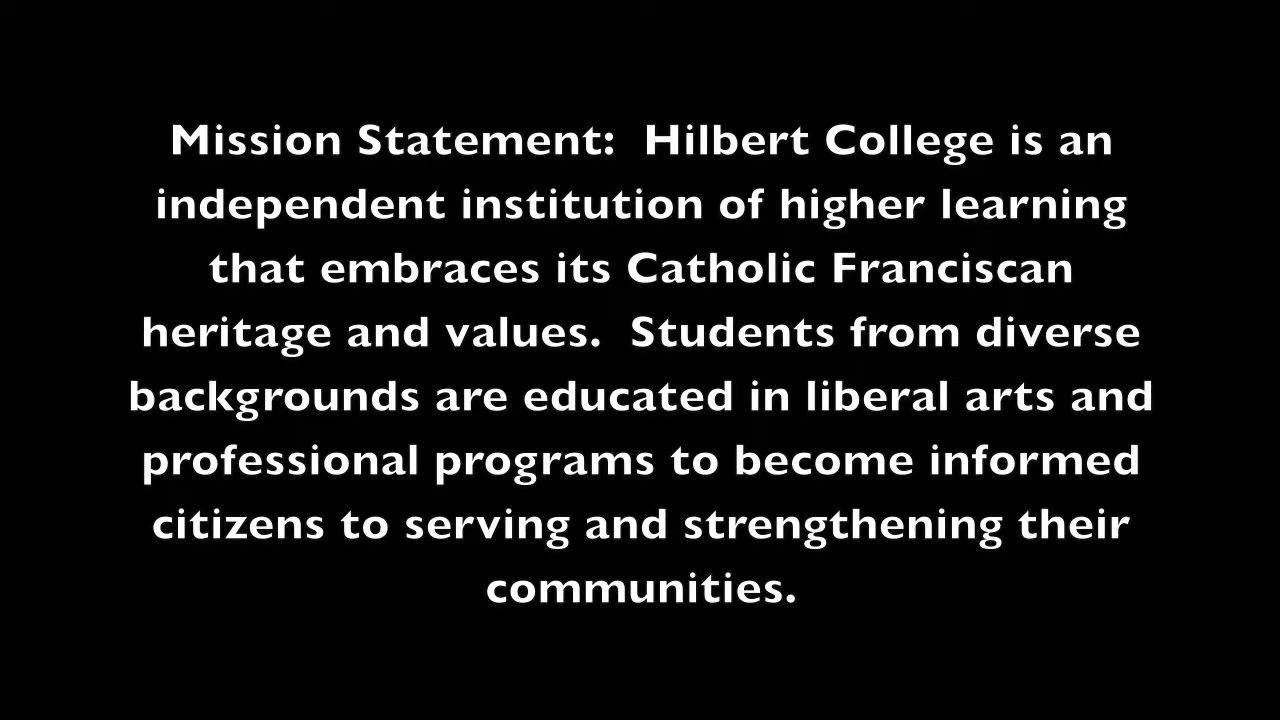 Mission Statement:  Hilbert College is an
independent institution of higher learning
that embraces its Catholic Franciscan
heritage and values.  Students from diverse
backgrounds are educated in liberal arts and
professional programs to become informed
citizens to serving and strengthening their
communities.